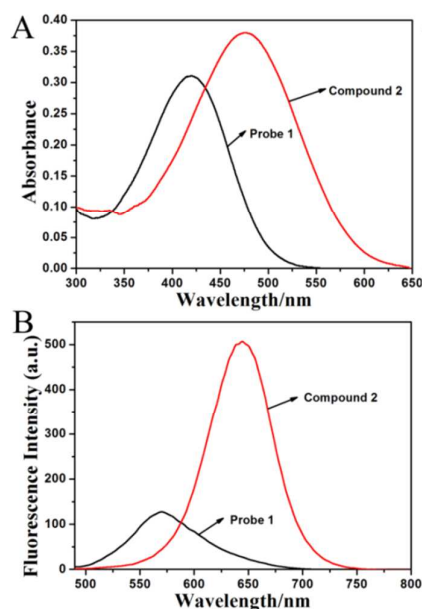 A
0.40
0.35
0.30
0.25
0.20
0.15
0.10
0.05
0.00
Absorbance
Compound 2
Probe 1
300 350 400 450 500 550 600 650
Wavelength/nm
B
500
400
300
200
100
0
Fluorescence Intensity (a.u.)
Compound 2
Probe 1
500 550 600 650 700 750 800
Wavelength/nm